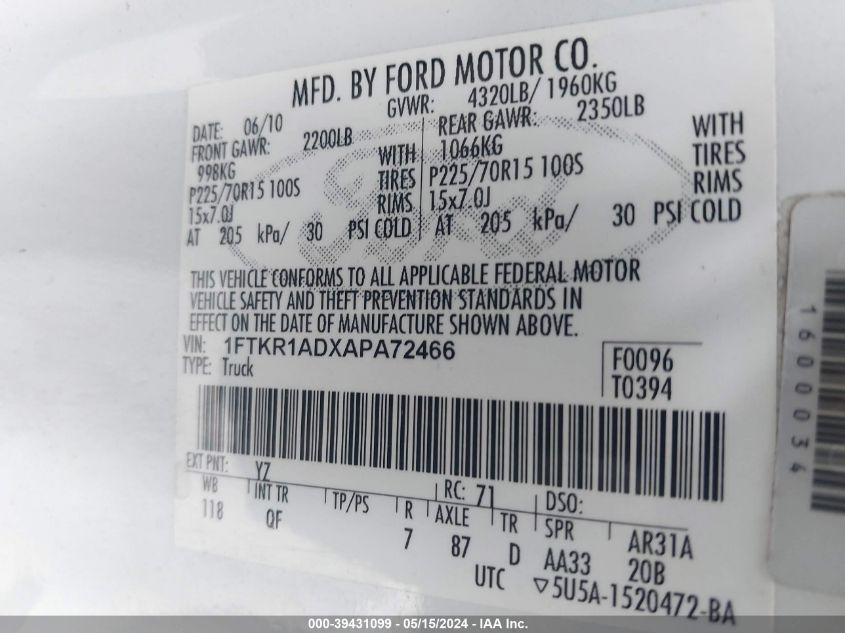 MFD. BY FORD MOTOR CO.
DATE: 06/10 GVWR: 4320LB/ 1960KG
FRONT GAWR: 2200LB REAR GAWR: 2350LB
998KG WITH 1066KG WITH
P225/70R15 100S TIRES P225/70R15 100S TIRES
15x7.0J RIMS 15x7.0J RIMS
AT 205 kPa/ 30 PSI COLD AT 205 kPa/ 30 PSI COLD
THIS VEHICLE CONFORMS TO ALL APPLICABLE FEDERAL MOTOR
VEHICLE SAFETY AND THEFT PREVENTION STANDARDS IN
EFFECT ON THE DATE OF MANUFACTURE SHOWN ABOVE.
VIN: 1FTKR1ADXAPA72466
TYPE: Truck
F0096
T0394
EXT PNT: YZ RC: 71 DSO:
WB INT TR TP/PS R AXLE TR SPR
118 QF 7 87 D AA33 AR31A
20B
UTC ▽5U5A-1520472-BA
1600034
000-39431099 - 05/15/2024 - IAA Inc.